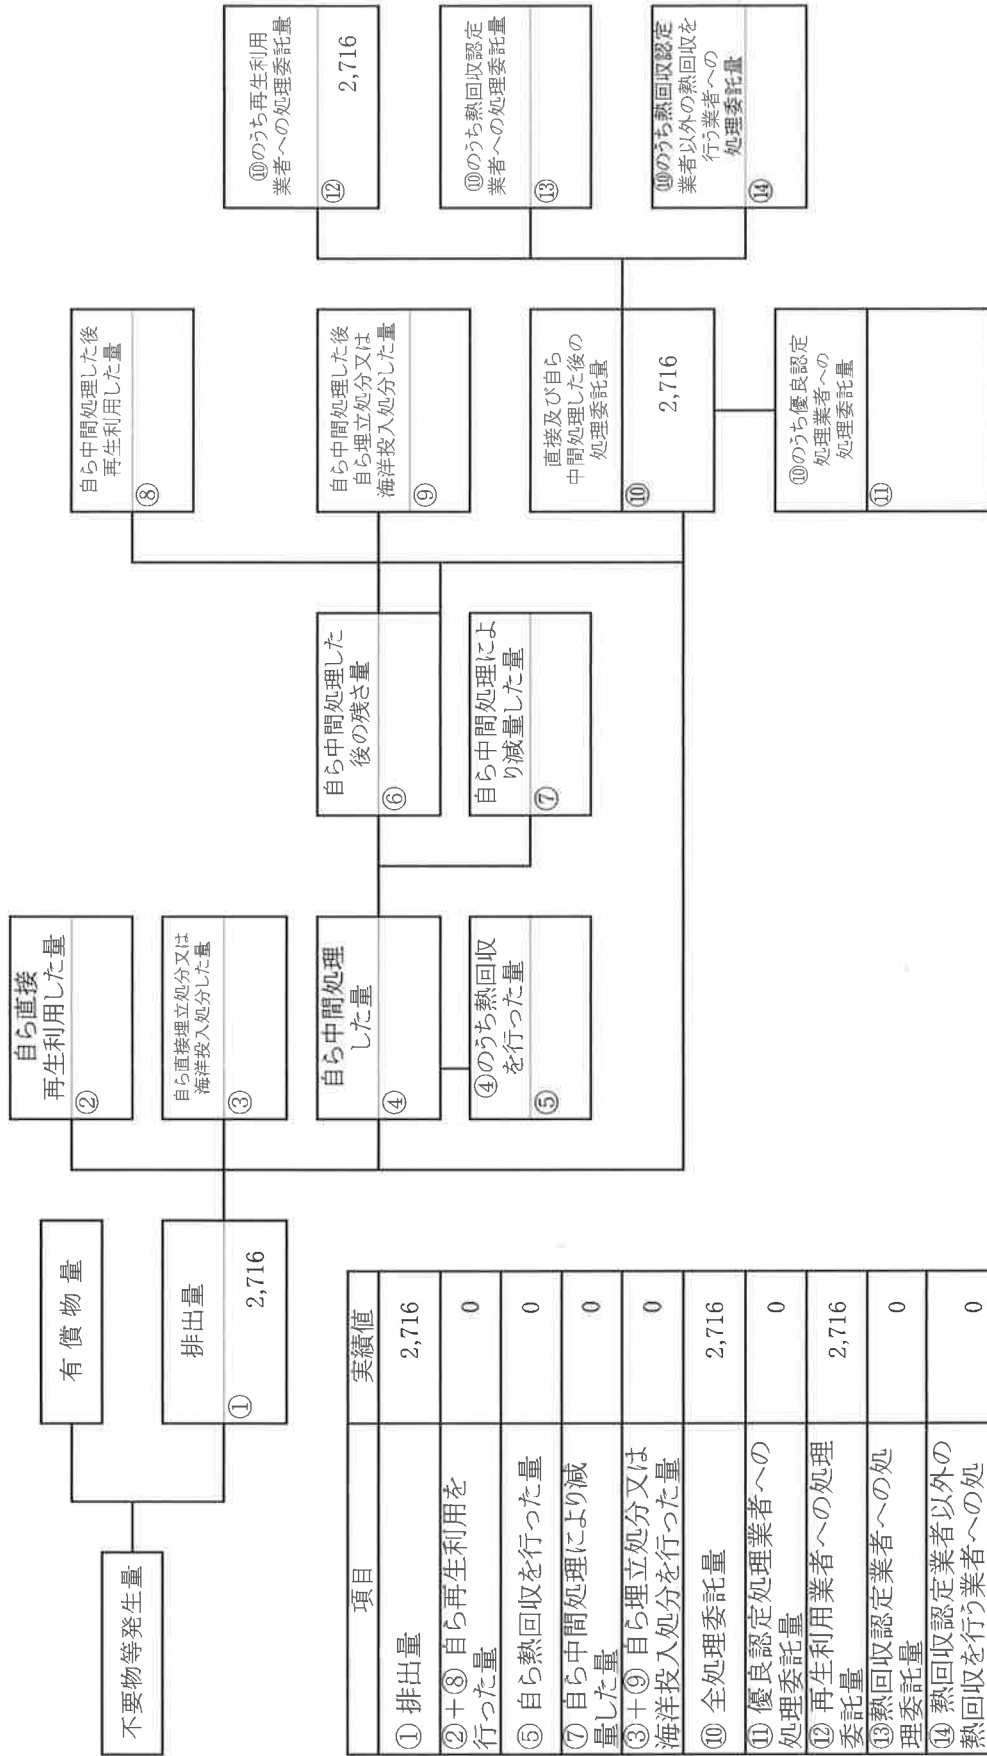 不要物等発生量
有 償 物 量
排出量
①
2,716
自ら直接
再生利用した量
②
自ら直接埋立処分又は
海洋投入処分した量
③
自ら中間処理
した量
④
④のうち熱回収
を行った量
⑤
自ら中間処理した
後の残さ量
⑥
自ら中間処理によ
り減量した量
⑦
自ら中間処理した後
再生利用した量
⑧
自ら中間処理した後
自ら埋立処分又は
海洋投入処分した量
⑨
直接及び自ら
中間処理した後の
処理委託量
⑩
2,716
⑩のうち優良認定
処理業者への
処理委託量
⑪
⑩のうち再生利用
業者への処理委託量
⑫
2,716
⑩のうち熱回収認定
業者への処理委託量
⑬
⑩のうち熱回収認定
業者以外の熱回収を
行う業者への
処理委託量
⑭
項目 実績値
① 排出量 2,716
②+⑧ 自ら再生利用を
行った量 0
⑤ 自ら熱回収を行った量 0
⑦ 自ら中間処理により減
量した量 0
③+⑨ 自ら埋立処分又は
海洋投入処分を行った量 0
⑩ 全処理委託量 2,716
⑪ 優良認定処理業者への
処理委託量 0
⑫ 再生利用業者への処理
委託量 2,716
⑬熱回収認定業者への処
理委託量 0
⑭ 熱回収認定業者以外の
熱回収を行う業者への処 0